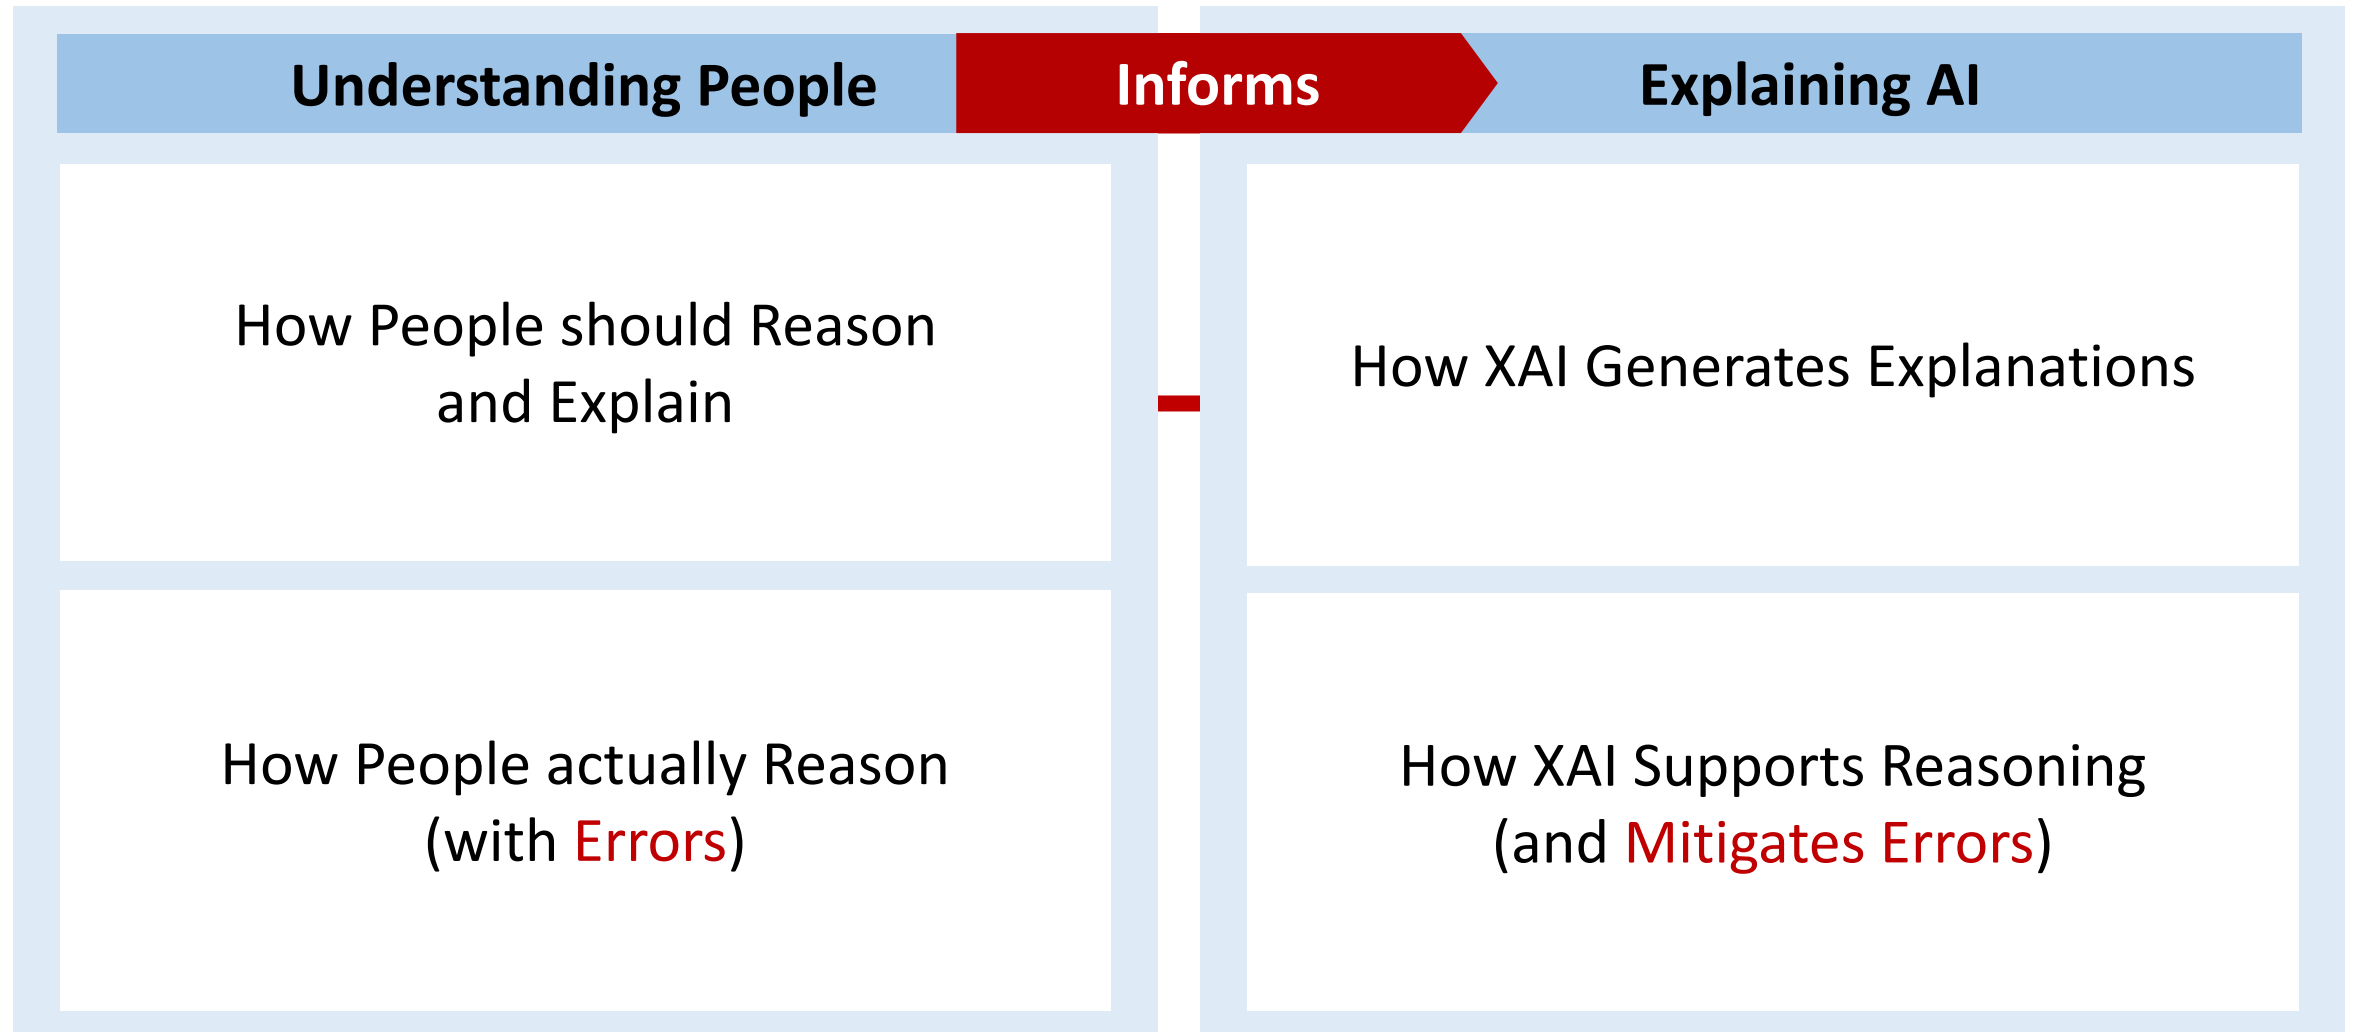 Understanding People
Informs
Explaining AI
How People should Reason
and Explain
How XAI Generates Explanations
How People actually Reason
(with Errors)
How XAI Supports Reasoning
(and Mitigates Errors)